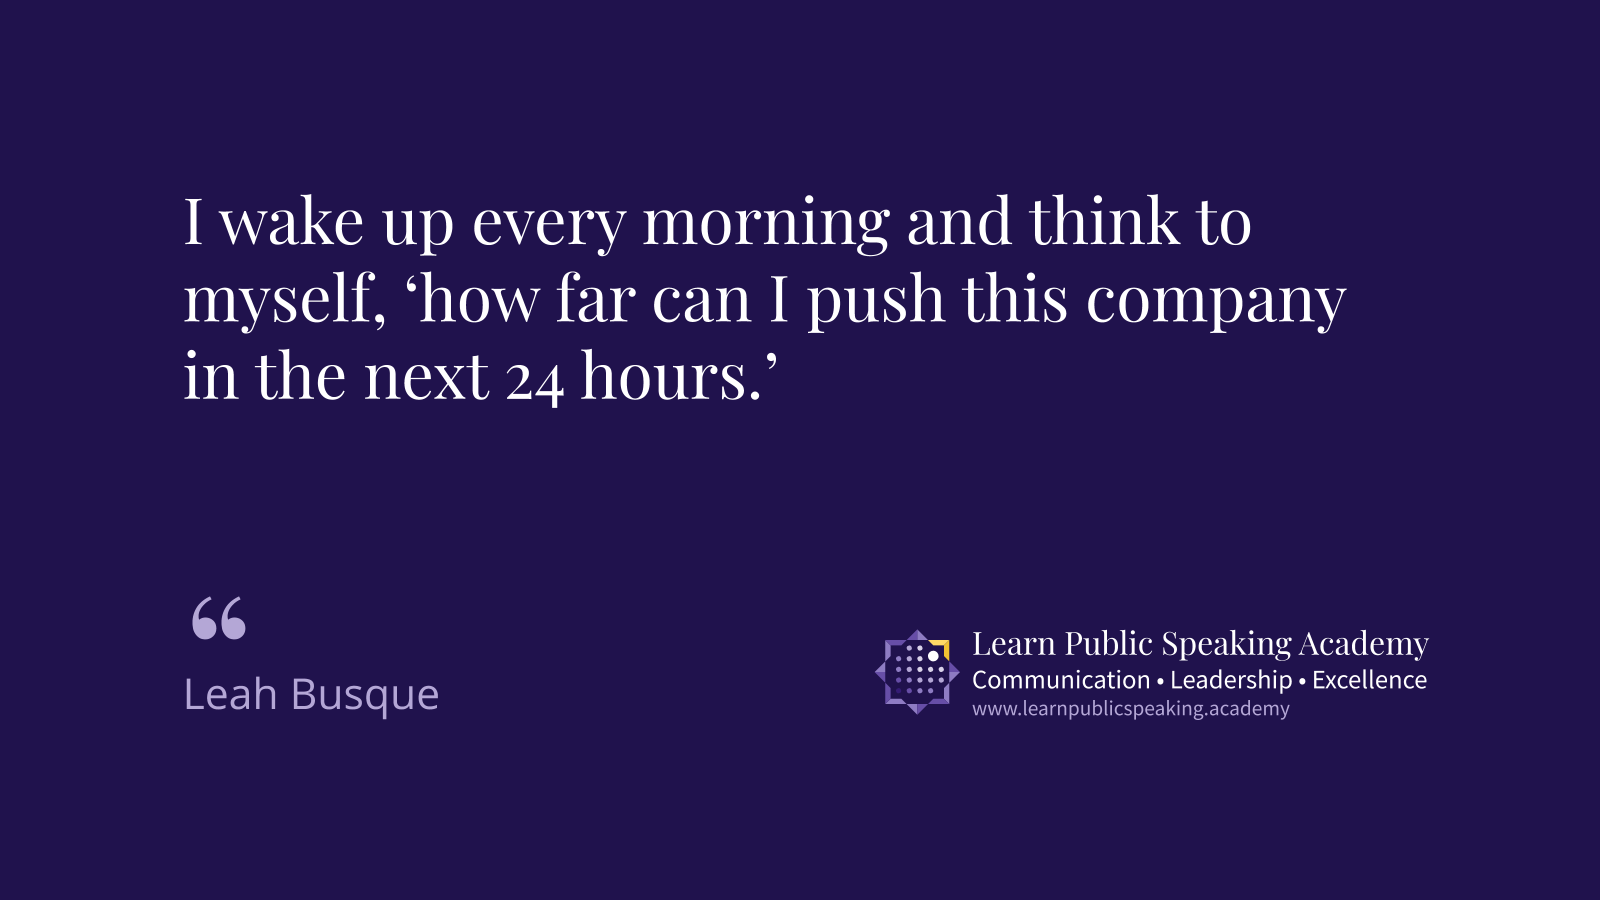 I wake up every morning and think to
myself, ‘how far can I push this company
in the next 24 hours.’
“
Leah Busque
Learn Public Speaking Academy
Communication • Leadership • Excellence
www.learnpublicspeaking.academy